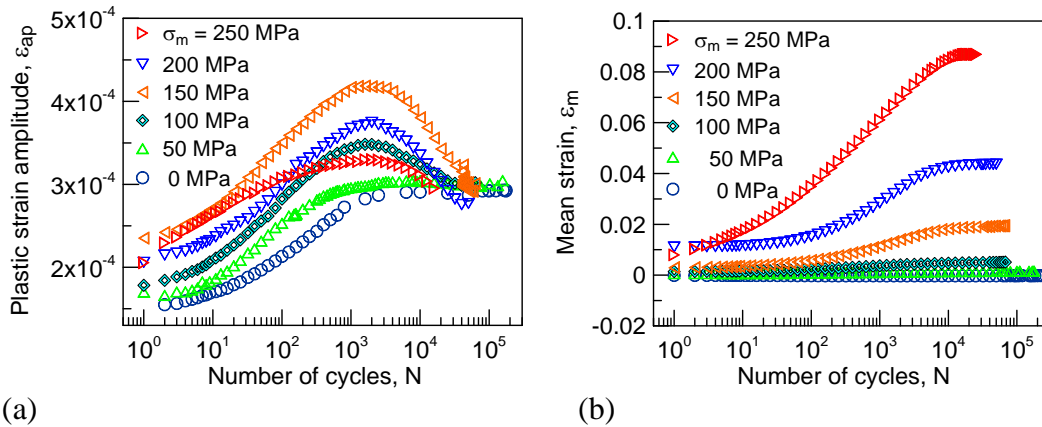 5x10⁻⁴
4x10⁻⁴
3x10⁻⁴
2x10⁻⁴
Plastic strain amplitude, εap
σm = 250 MPa
200 MPa
150 MPa
100 MPa
50 MPa
0 MPa
10⁰ 10¹ 10² 10³ 10⁴ 10⁵
Number of cycles, N
(a)
0.1
0.08
0.06
0.04
0.02
0
-0.02
Mean strain, εm
σm = 250 MPa
200 MPa
150 MPa
100 MPa
50 MPa
0 MPa
10⁰ 10¹ 10² 10³ 10⁴ 10⁵
Number of cycles, N
(b)